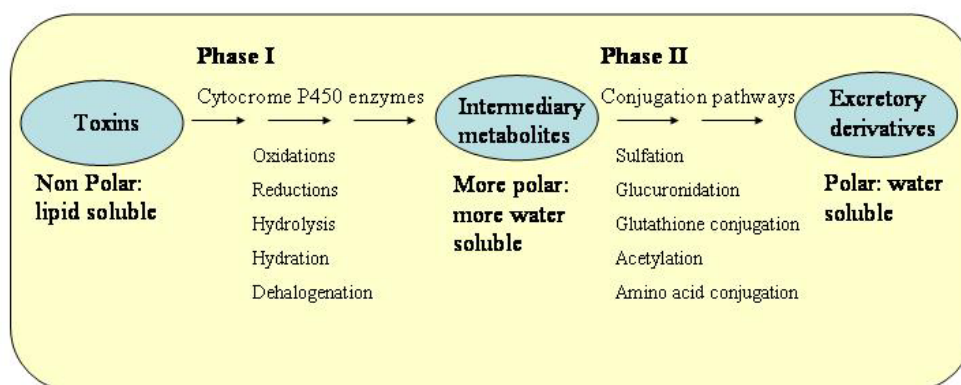 Phase I
Phase II
Toxins
Cytocrome P450 enzymes
Intermediary
metabolites
Conjugation pathways
Excretory
derivatives
Non Polar:
lipid soluble
Oxidations
Reductions
Hydrolysis
Hydration
Dehalogenation
More polar:
more water
soluble
Sulfation
Glucuronidation
Glutathione conjugation
Acetylation
Amino acid conjugation
Polar: water
soluble